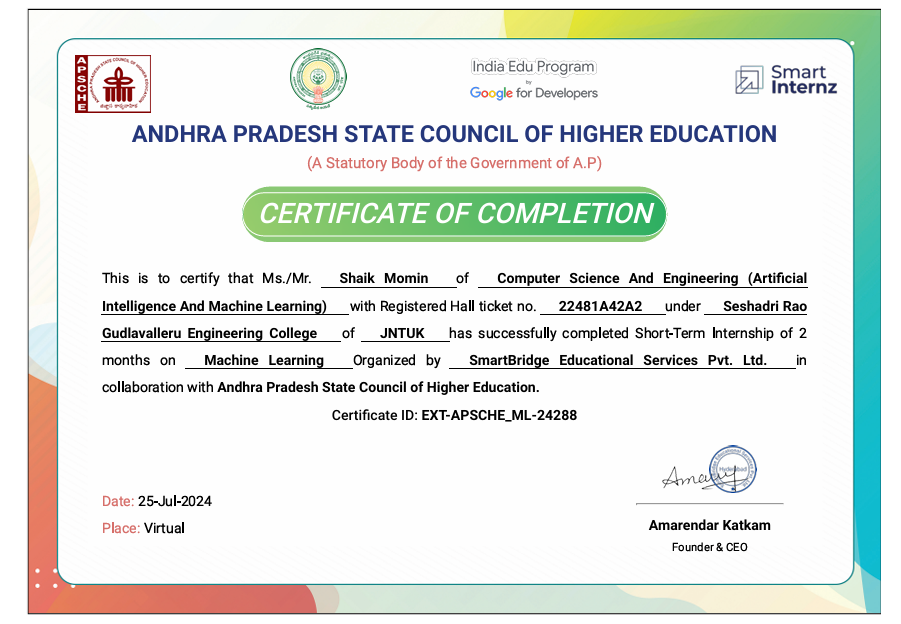 APSCHE
ANDHRA PRADESH STATE COUNCIL OF HIGHER EDUCATION
India Edu Program
by
Google for Developers
Smart
Internz
ANDHRA PRADESH STATE COUNCIL OF HIGHER EDUCATION
(A Statutory Body of the Government of A.P)
CERTIFICATE OF COMPLETION
This is to certify that Ms./Mr. Shaik Momin of Computer Science And Engineering (Artificial
Intelligence And Machine Learning) with Registered Hall ticket no. 22481A42A2 under Seshadri Rao
Gudlavalleru Engineering College of JNTUK has successfully completed Short-Term Internship of 2
months on Machine Learning Organized by SmartBridge Educational Services Pvt. Ltd. in
collaboration with Andhra Pradesh State Council of Higher Education.
Certificate ID: EXT-APSCHE_ML-24288
Hyderabad
Date: 25-Jul-2024
Place: Virtual
Amarendar Katkam
Founder & CEO